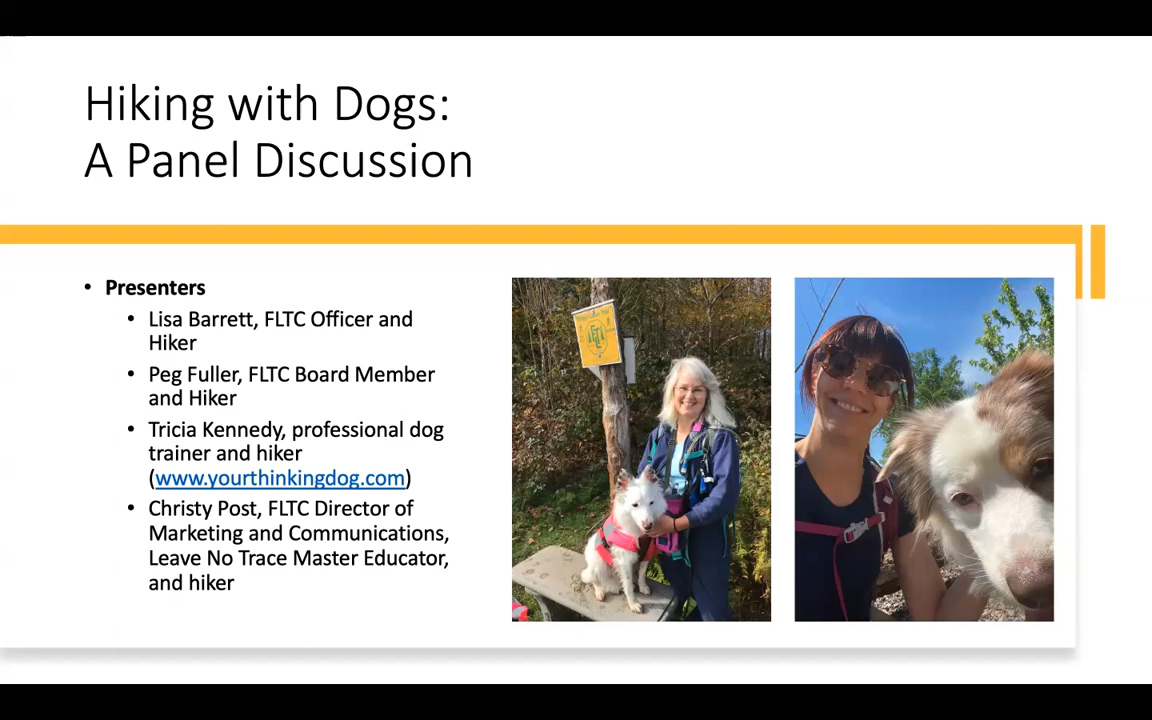 Hiking with Dogs:
A Panel Discussion
• Presenters
• Lisa Barrett, FLTC Officer and
Hiker
• Peg Fuller, FLTC Board Member
and Hiker
• Tricia Kennedy, professional dog
trainer and hiker
(www.yourthinkingdog.com)
• Christy Post, FLTC Director of
Marketing and Communications,
Leave No Trace Master Educator,
and hiker